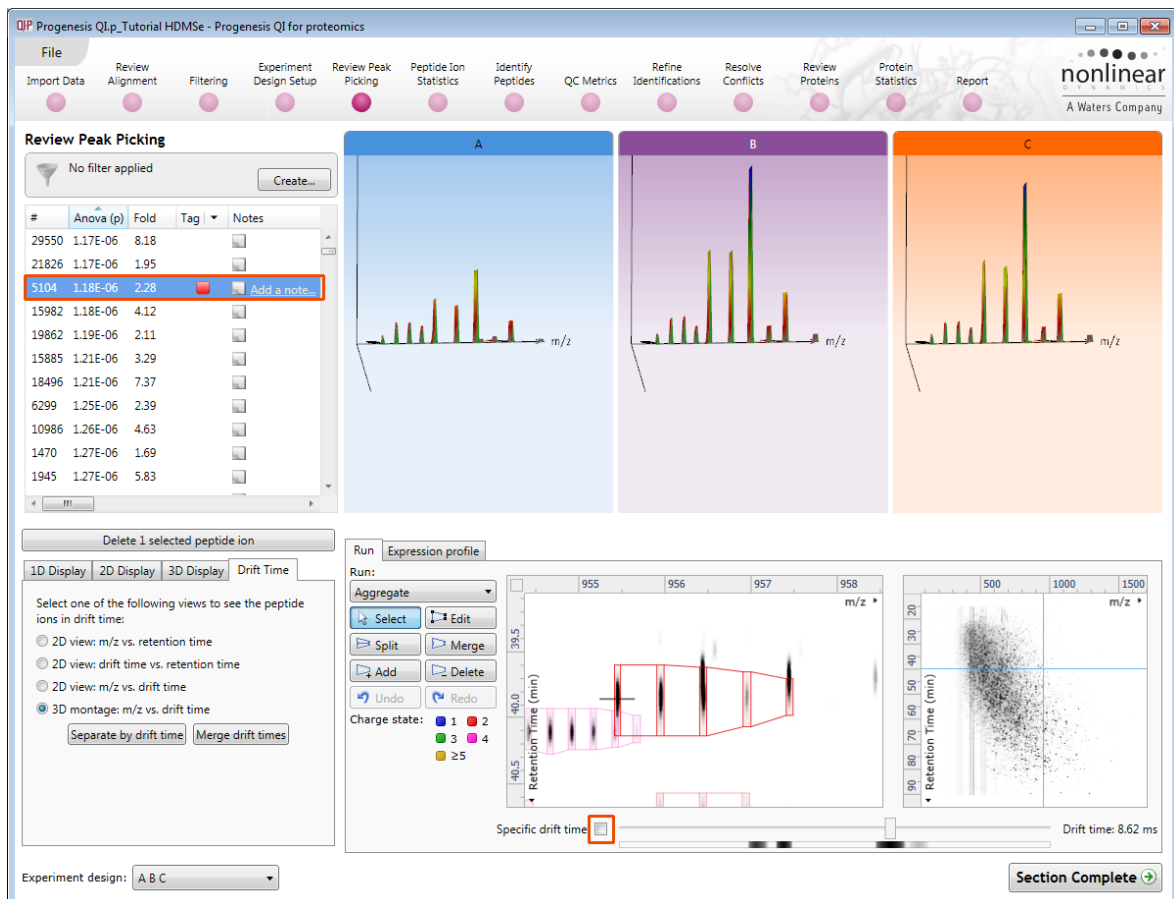 QIP Progenesis QI.p_Tutorial HDMSe - Progenesis QI for proteomics
File
Import Data
Review Alignment
Filtering
Experiment Design Setup
Review Peak Picking
Peptide Ion Statistics
Identify Peptides
QC Metrics
Refine Identifications
Resolve Conflicts
Review Proteins
Protein Statistics
Report
nonlinear
DYNAMICS
A Waters Company
Review Peak Picking
No filter applied
Create...
# Anova (p) Fold Tag Notes
29550 1.17E-06 8.18
21826 1.17E-06 1.95
5104 1.18E-06 2.28 Add a note...
15982 1.18E-06 4.12
19862 1.19E-06 2.11
15885 1.21E-06 3.29
18496 1.21E-06 7.37
6299 1.25E-06 2.39
10986 1.26E-06 4.63
1470 1.27E-06 1.69
1945 1.27E-06 5.83
A
m/z
B
m/z
C
m/z
Delete 1 selected peptide ion
1D Display 2D Display 3D Display Drift Time
Select one of the following views to see the peptide
ions in drift time:
2D view: m/z vs. retention time
2D view: drift time vs. retention time
2D view: m/z vs. drift time
3D montage: m/z vs. drift time
Separate by drift time Merge drift times
Run Expression profile
Run:
Aggregate
Select Edit
Split Merge
Add Delete
Undo Redo
Charge state: 1 2
3 4
≥5
955 956 957 958
m/z
39.5
40.0
40.5
Retention Time (min)
500 1000 1500
m/z
20
30
40
50
60
70
80
90
Retention Time (min)
Specific drift time
Drift time: 8.62 ms
Experiment design: A B C
Section Complete